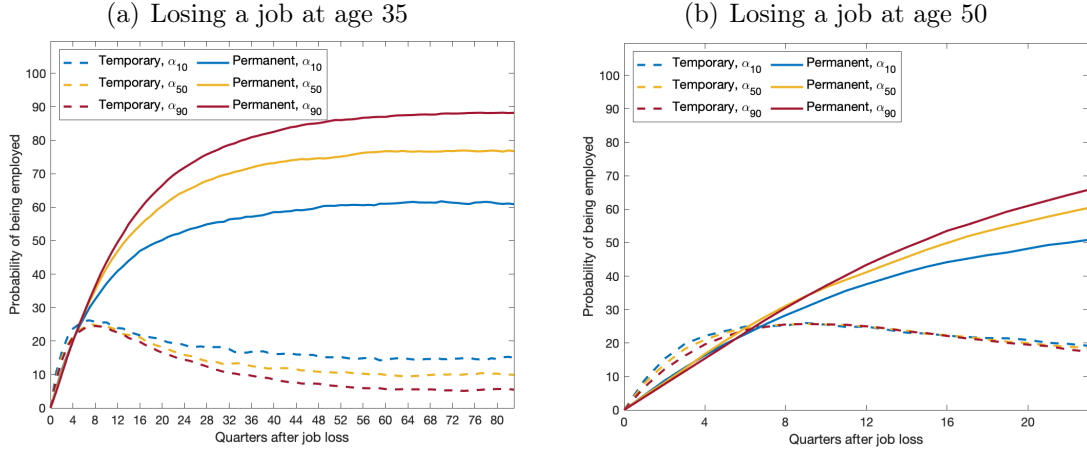 (a) Losing a job at age 35
Temporary, α10 Permanent, α10
Temporary, α50 Permanent, α50
Temporary, α90 Permanent, α90
100
90
80
70
60
50
40
30
20
10
0
Probability of being employed
0 4 8 12 16 20 24 28 32 36 40 44 48 52 56 60 64 68 72 76 80
Quarters after job loss
(b) Losing a job at age 50
Temporary, α10 Permanent, α10
Temporary, α50 Permanent, α50
Temporary, α90 Permanent, α90
100
90
80
70
60
50
40
30
20
10
0
Probability of being employed
0 4 8 12 16 20
Quarters after job loss